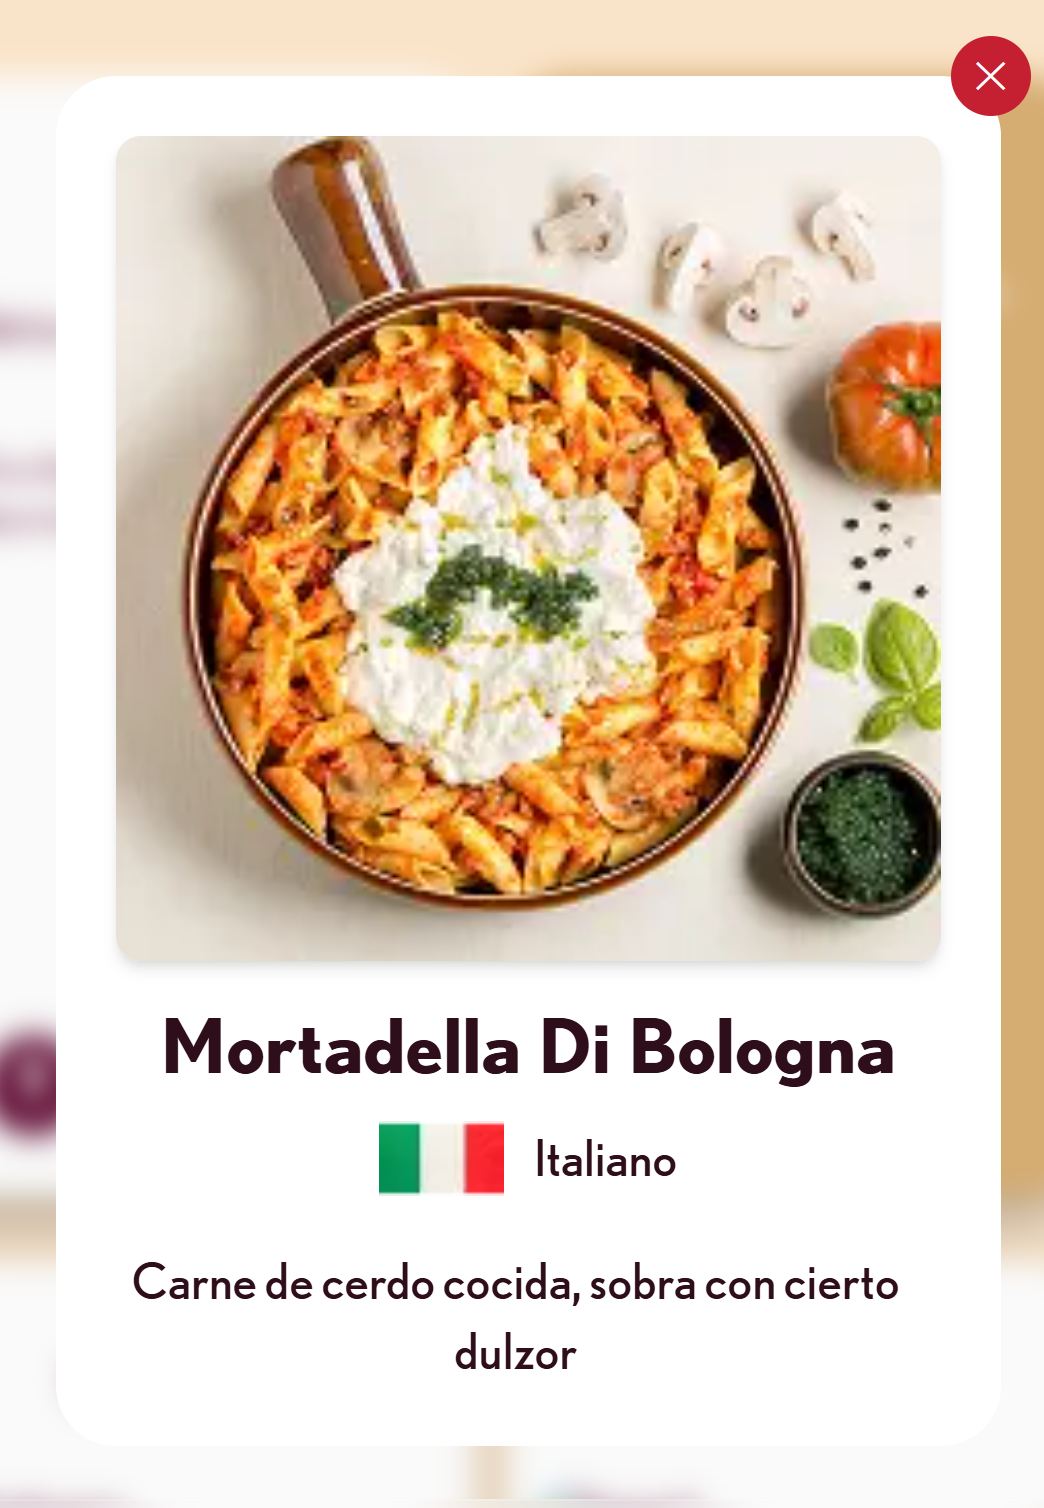 Mortadella Di Bologna
Italiano
Carne de cerdo cocida, sobra con cierto
dulzor